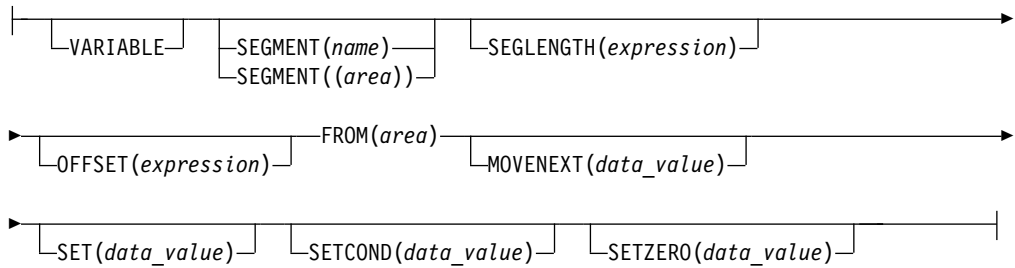 VARIABLE SEGMENT(name) SEGLENGTH(expression)
SEGMENT((area))
FROM(area)
OFFSET(expression) MOVENEXT(data_value)
SET(data_value) SETCOND(data_value) SETZERO(data_value)